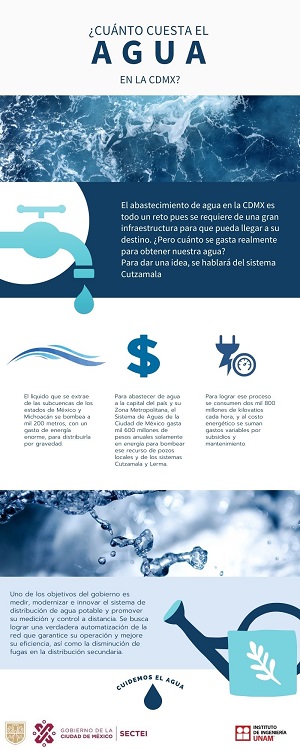 ¿CUÁNTO CUESTA EL
AGUA
EN LA CDMX?
El abastecimiento de agua en la CDMX es
todo un reto pues se requiere de una gran
infraestructura para que pueda llegar a su
destino. ¿Pero cuánto se gasta realmente
para obtener nuestra agua?
Para dar una idea, se hablará del sistema
Cutzamala
El líquido que se extrae
de las subcuencas de los
estados de México y
Michoacán se bombea a
mil 200 metros, con un
gasto de energía
enorme, para distribuirla
por gravedad.
Para abastecer de agua
a la capital del país y su
Zona Metropolitana, el
Sistema de Aguas de la
Ciudad de México gasta
mil 600 millones de
pesos anuales solamente
en energía para bombear
ese recurso de pozos
locales y de los sistemas
Cutzamala y Lerma.
Para lograr ese proceso
se consumen dos mil 800
millones de kilovatios
cada hora, y al costo
energético se suman
gastos variables por
subsidios y
mantenimiento.
Uno de los objetivos del gobierno es
medir, modernizar e innovar el sistema de
distribución de agua potable y promover
su medición y control a distancia. Se busca
lograr una verdadera automatización de la
red que garantice su operación y mejore
su eficiencia, así como la disminución de
fugas en la distribución secundaria.
CUIDEMOS EL AGUA
GOBIERNO DE LA
CIUDAD DE MÉXICO
SECTEI
INSTITUTO
DE INGENIERÍA
UNAM